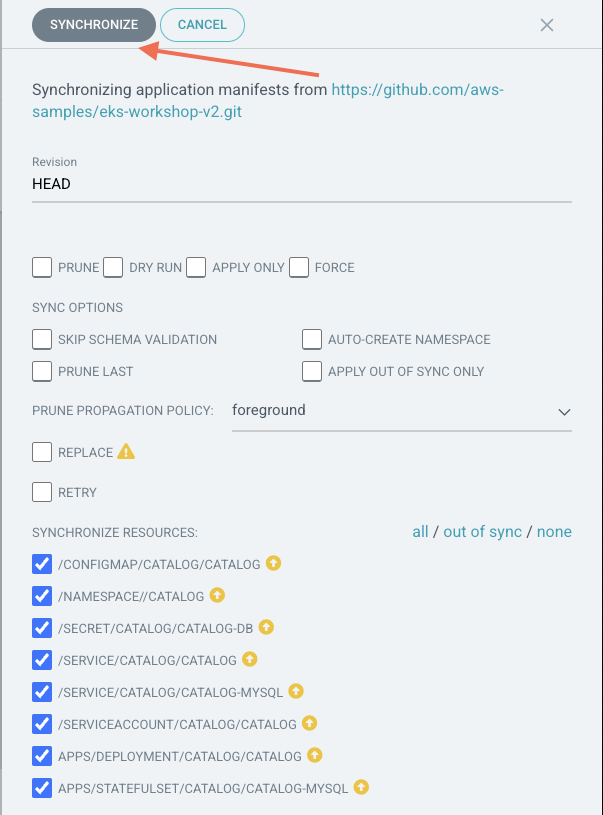 SYNCHRONIZE CANCEL
Synchronizing application manifests from https://github.com/aws-
samples/eks-workshop-v2.git
Revision
HEAD
PRUNE DRY RUN APPLY ONLY FORCE
SYNC OPTIONS
SKIP SCHEMA VALIDATION AUTO-CREATE NAMESPACE
PRUNE LAST APPLY OUT OF SYNC ONLY
PRUNE PROPAGATION POLICY: foreground
REPLACE
RETRY
SYNCHRONIZE RESOURCES: all / out of sync / none
/CONFIGMAP/CATALOG/CATALOG
/NAMESPACE//CATALOG
/SECRET/CATALOG/CATALOG-DB
/SERVICE/CATALOG/CATALOG
/SERVICE/CATALOG/CATALOG-MYSQL
/SERVICEACCOUNT/CATALOG/CATALOG
APPS/DEPLOYMENT/CATALOG/CATALOG
APPS/STATEFULSET/CATALOG/CATALOG-MYSQL